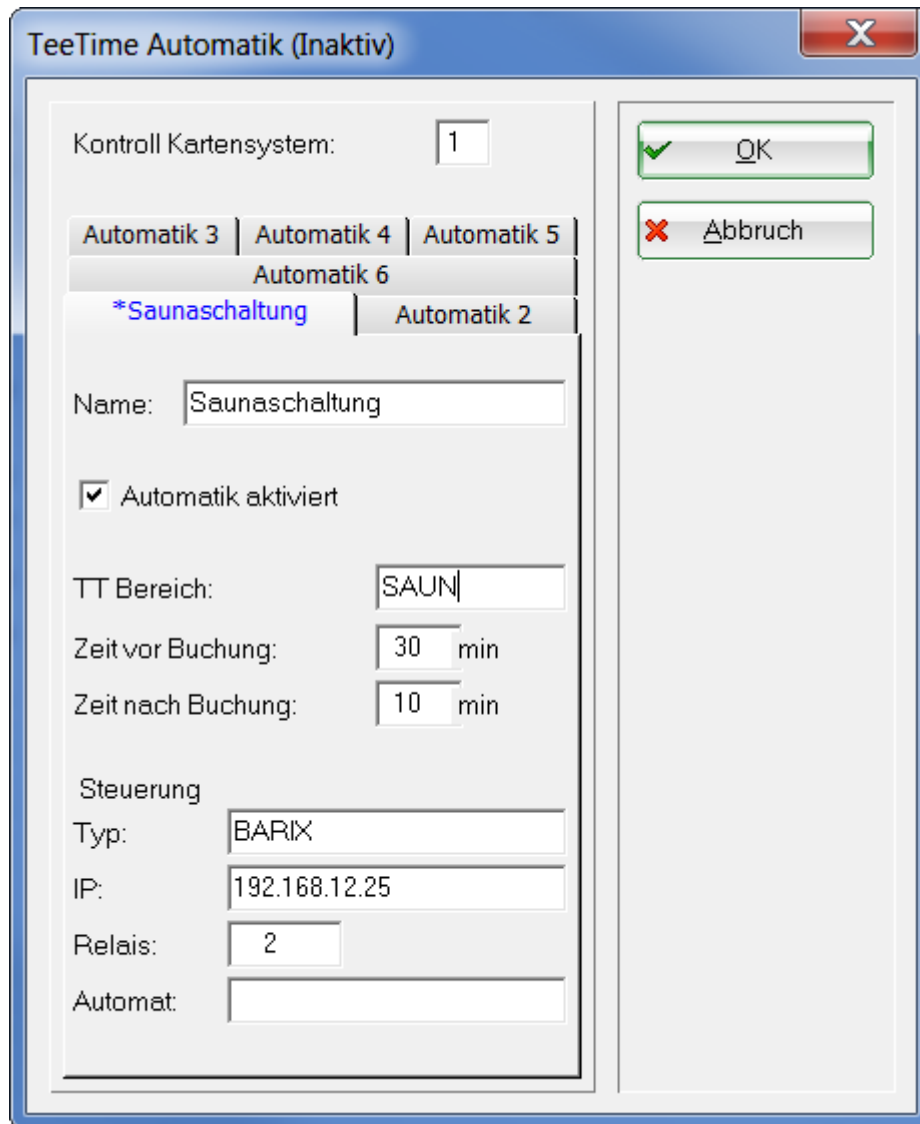 TeeTime Automatik (Inaktiv)
Kontroll Kartensystem: 1
OK
Abbruch
Automatik 3 Automatik 4 Automatik 5
Automatik 6
*Saunaschaltung Automatik 2
Name: Saunaschaltung
Automatik aktiviert
TT Bereich: SAUN
Zeit vor Buchung: 30 min
Zeit nach Buchung: 10 min
Steuerung
Typ: BARIX
IP: 192.168.12.25
Relais: 2
Automat: